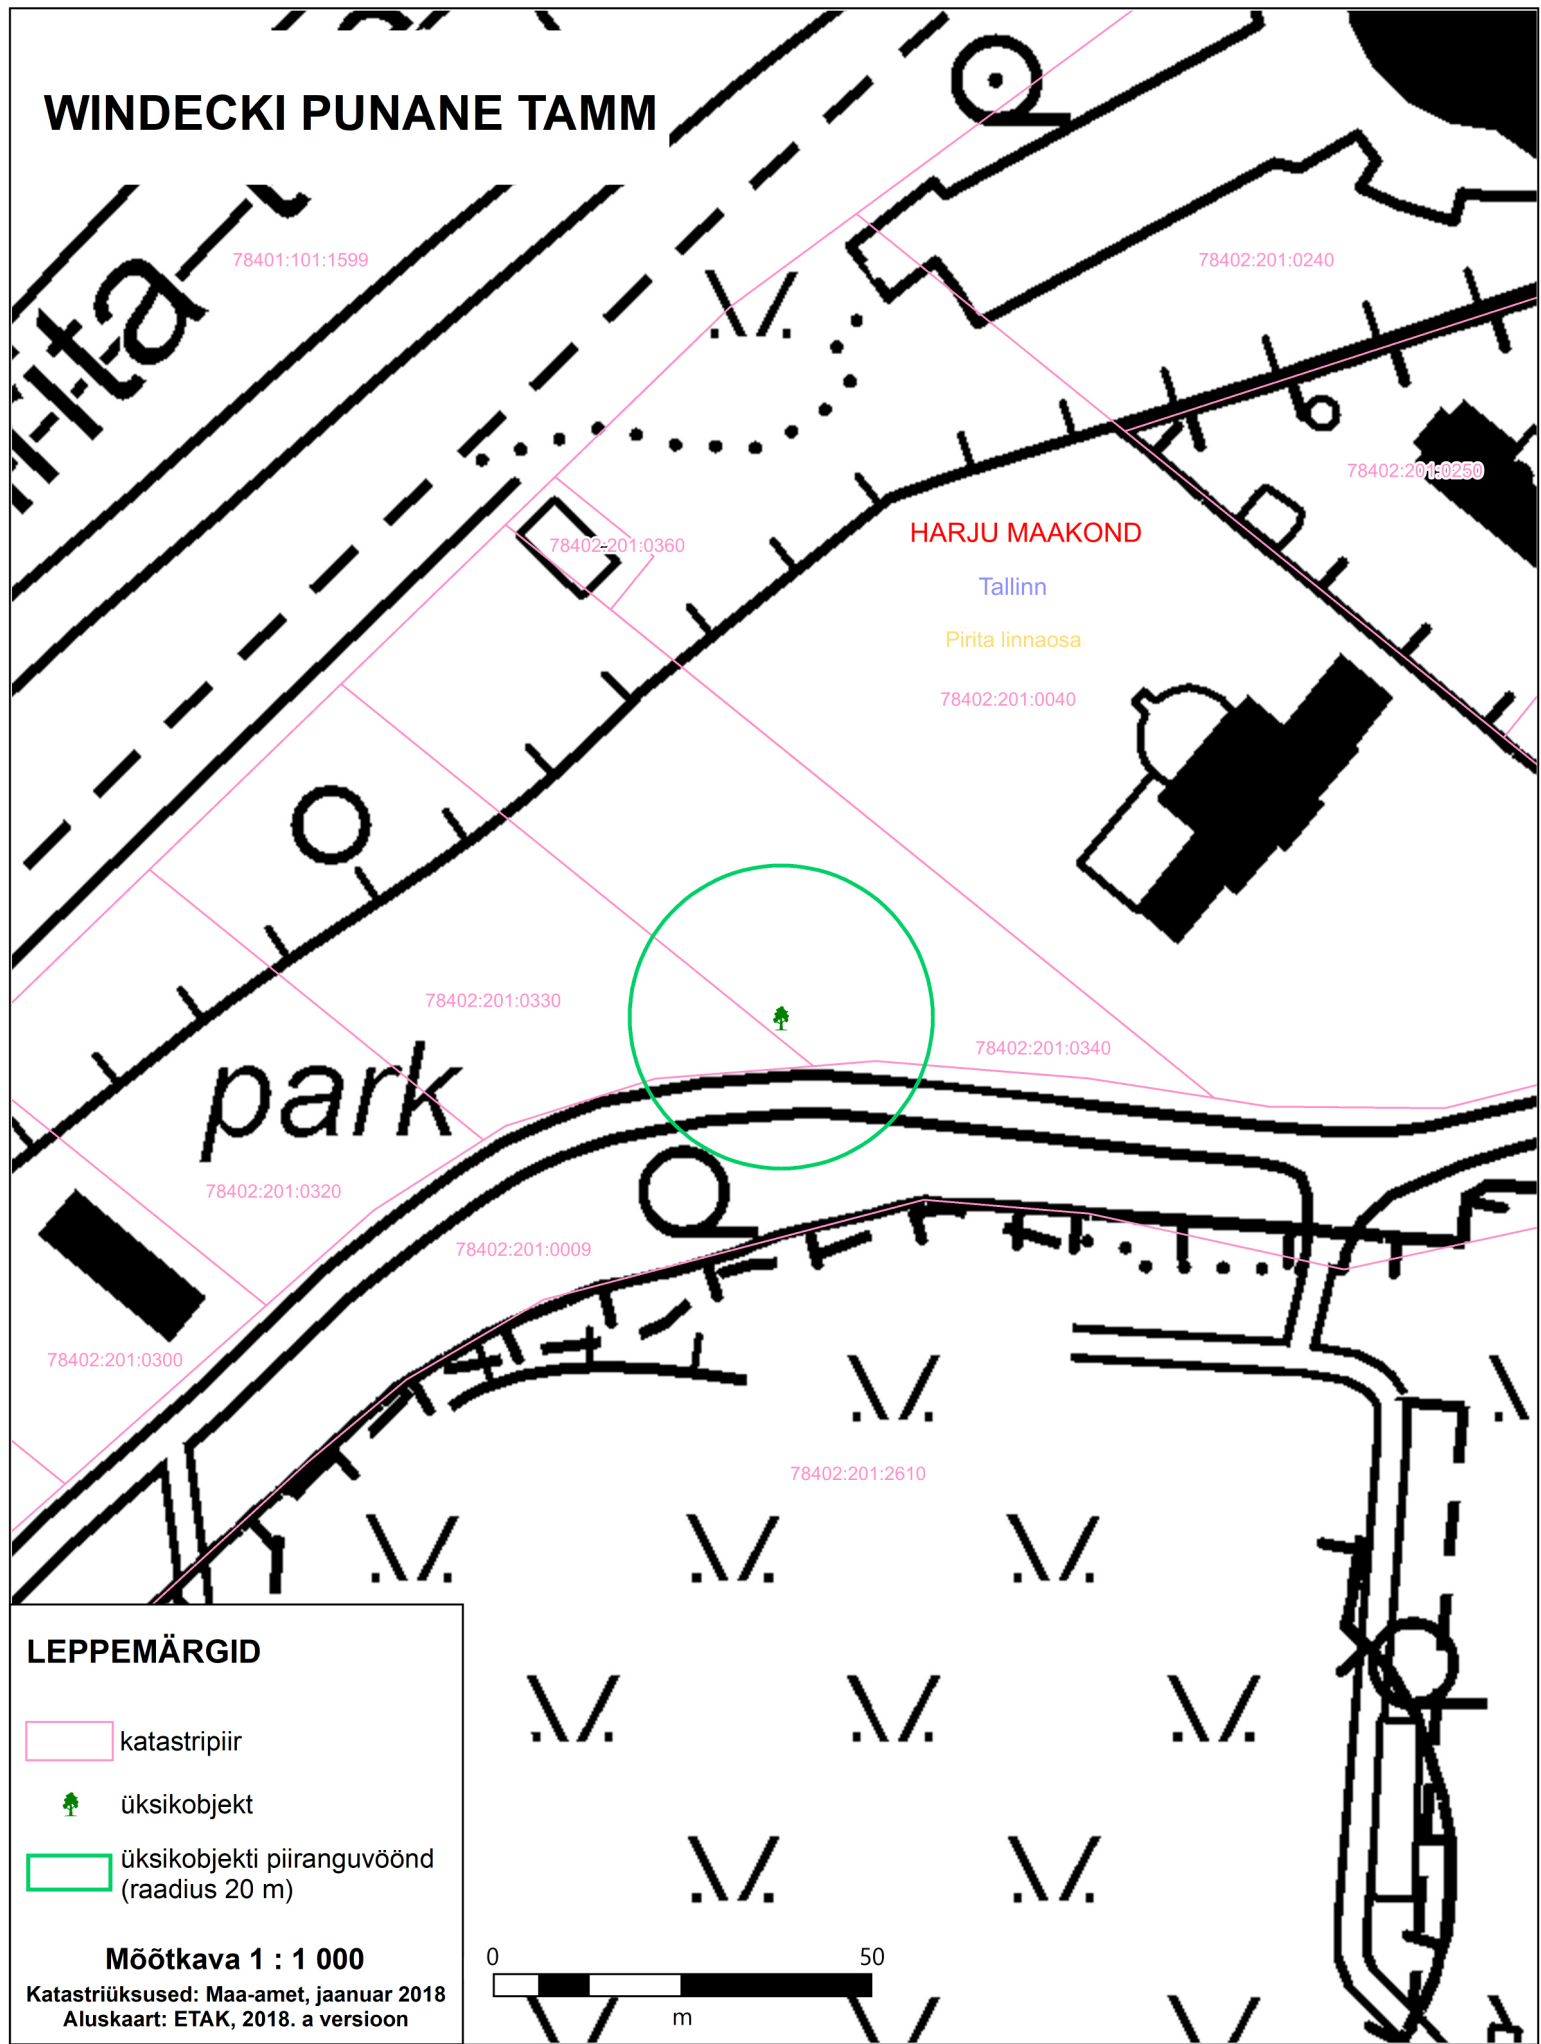 WINDECKI PUNANE TAMM
78401:101:1599
78402:201:0240
78402:201:0250
HARJU MAAKOND
78402:201:0360
Tallinn
Pirita linnaosa
78402:201:0040
78402:201:0330
78402:201:0340
park
78402:201:0320
78402:201:0009
78402:201:0300
78402:201:2610
LEPPEMÄRGID
katastripiir
üksikobjekt
üksikobjekti piiranguvöönd
(raadius 20 m)
Mõõtkava 1 : 1 000
Katastriüksused: Maa-amet, jaanuar 2018
Aluskaart: ETAK, 2018. a versioon
0 50
m